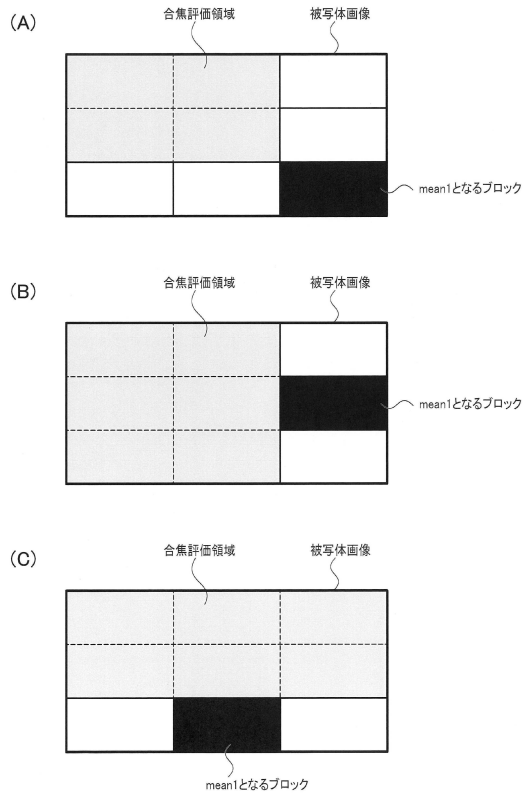 (A)
合焦評価領域
被写体画像
mean1となるブロック
(B)
合焦評価領域
被写体画像
mean1となるブロック
(C)
合焦評価領域
被写体画像
mean1となるブロック